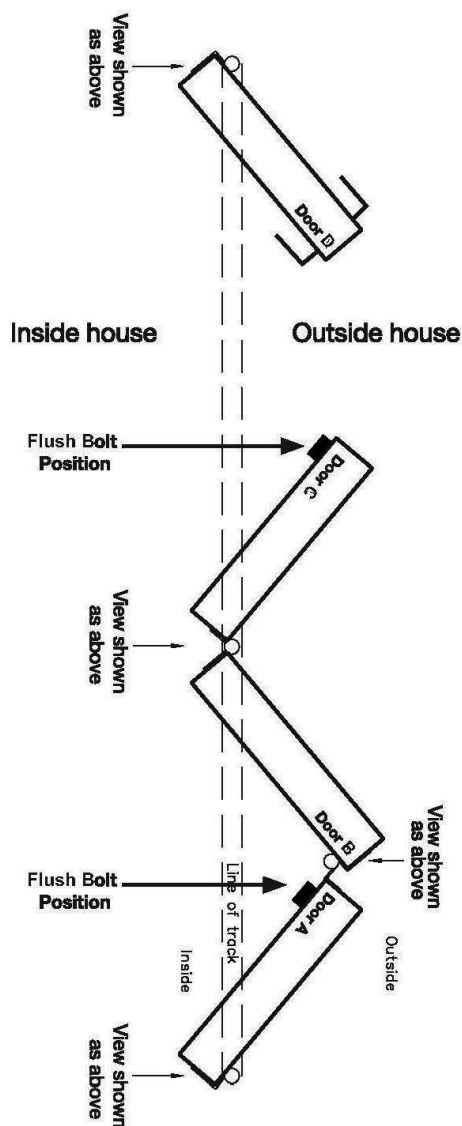 View shown
as above
Door D
Inside house
Outside house
Flush Bolt
Position
Door C
View shown
as above
Door B
View shown
as above
Flush Bolt
Position
Door A
Line of track
Inside
Outside
View shown
as above